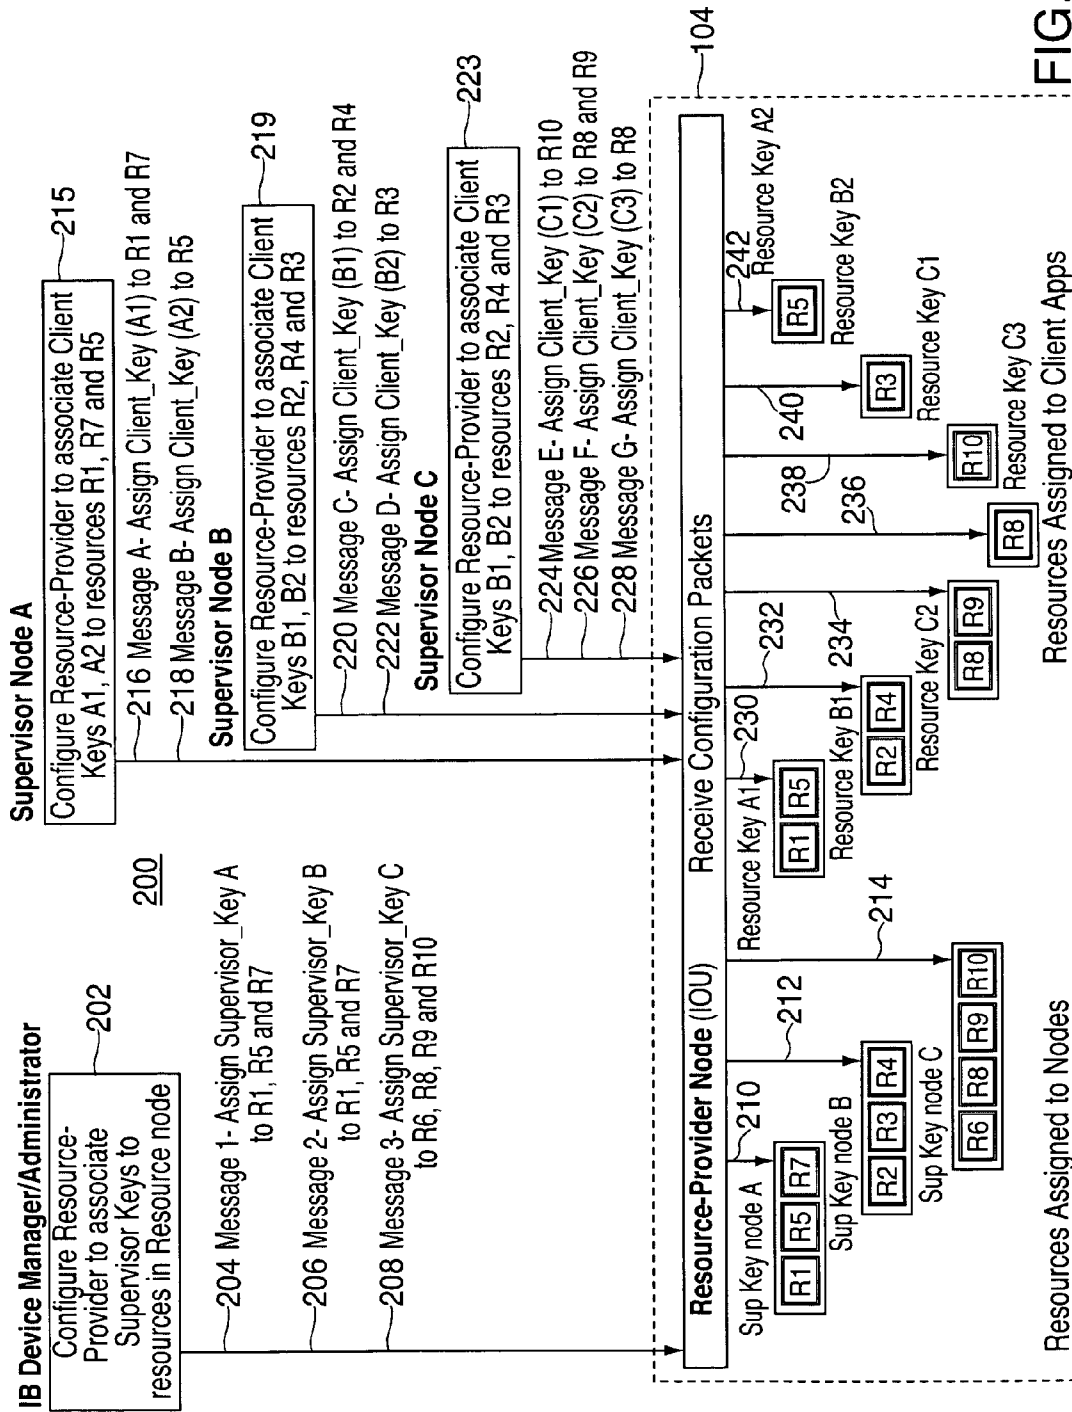 IB Device Manager/Administrator
Configure Resource-
Provider to associate
Supervisor Keys to
resources in Resource node
202
204 Message 1- Assign Supervisor_Key A
to R1, R5 and R7
206 Message 2- Assign Supervisor_Key B
to R1, R5 and R7
208 Message 3- Assign Supervisor_Key C
to R6, R8, R9 and R10
200
Supervisor Node A
Configure Resource-Provider to associate Client
Keys A1, A2 to resources R1, R7 and R5
215
216 Message A- Assign Client_Key (A1) to R1 and R7
218 Message B- Assign Client_Key (A2) to R5
Supervisor Node B
Configure Resource-Provider to associate Client
Keys B1, B2 to resources R2, R4 and R3
219
220 Message C- Assign Client_Key (B1) to R2 and R4
222 Message D- Assign Client_Key (B2) to R3
Supervisor Node C
Configure Resource-Provider to associate Client
Keys B1, B2 to resources R2, R4 and R3
223
224 Message E- Assign Client_Key (C1) to R10
226 Message F- Assign Client_Key (C2) to R8 and R9
228 Message G- Assign Client_Key (C3) to R8
104
Resource-Provider Node (IOU) Receive Configuration Packets
210
Sup Key node A
R1 R5 R7
212
Sup Key node B
R2 R3 R4
214
Sup Key node C
R6 R8 R9 R10
230
Resource Key A1
R1 R5
232
Resource Key B1
R2 R4
234
Resource Key C2
R8 R9
236
R8
Resource Key C3
238
R10
Resource Key C1
240
R3
Resource Key B2
242
R5
Resource Key A2
Resources Assigned to Nodes
Resources Assigned to Client Apps
FIG.